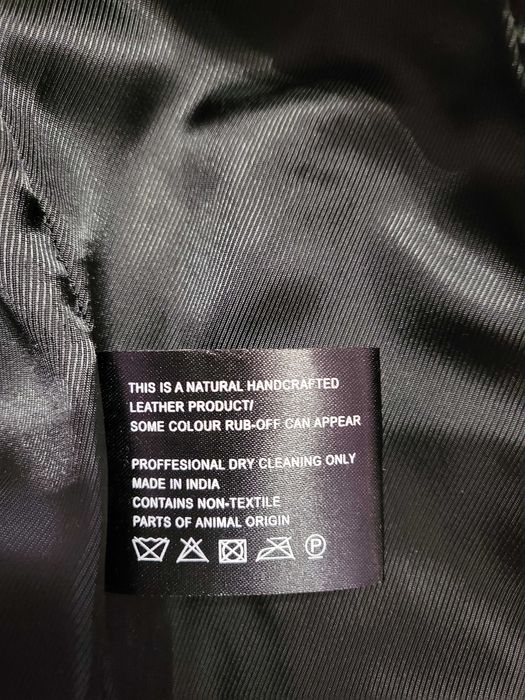 THIS IS A NATURAL HANDCRAFTED
LEATHER PRODUCT/
SOME COLOUR RUB-OFF CAN APPEAR
PROFFESIONAL DRY CLEANING ONLY
MADE IN INDIA
CONTAINS NON-TEXTILE
PARTS OF ANIMAL ORIGIN
P